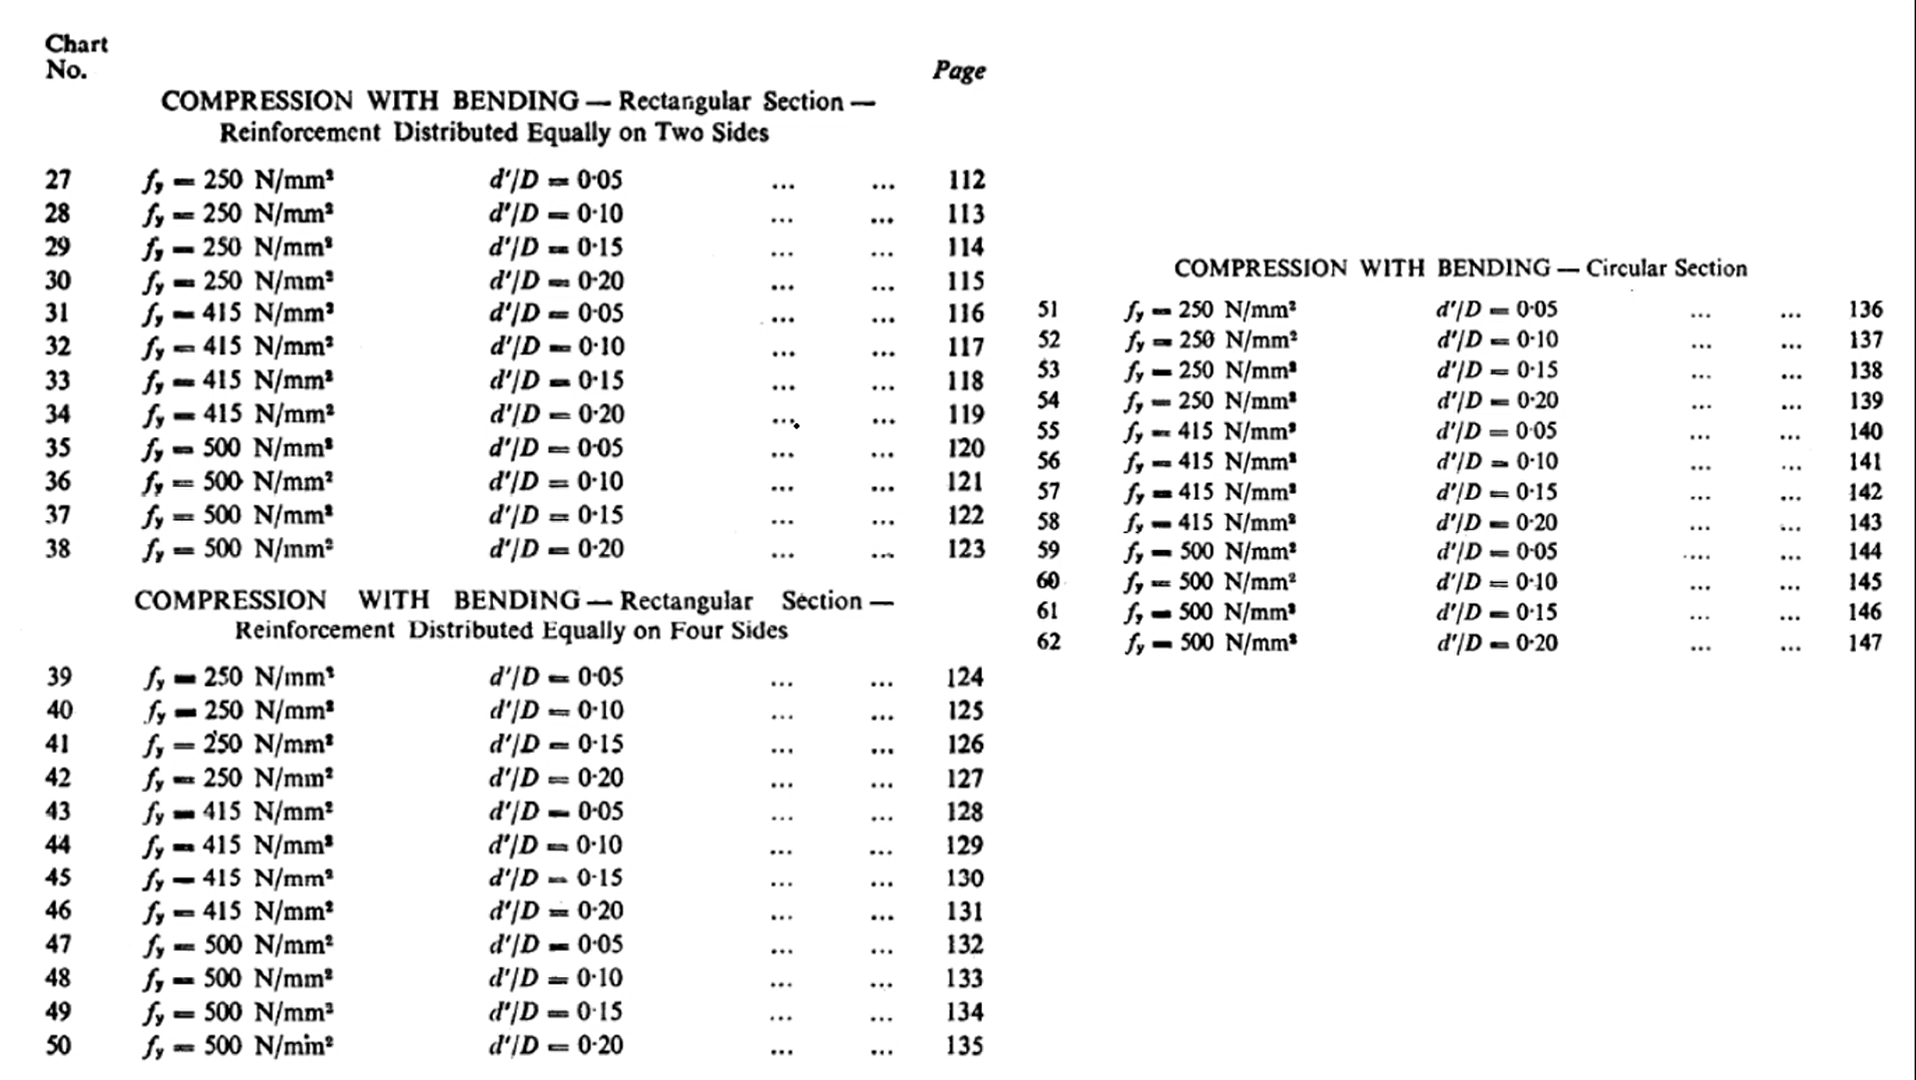 Chart
No. Page
COMPRESSION WITH BENDING — Rectangular Section —
Reinforcement Distributed Equally on Two Sides
27 fy = 250 N/mm² d'/D = 0·05 ... ... 112
28 fy = 250 N/mm² d'/D = 0·10 ... ... 113
29 fy = 250 N/mm² d'/D = 0·15 ... ... 114
30 fy = 250 N/mm² d'/D = 0·20 ... ... 115
31 fy = 415 N/mm² d'/D = 0·05 ... ... 116
32 fy = 415 N/mm² d'/D = 0·10 ... ... 117
33 fy = 415 N/mm² d'/D = 0·15 ... ... 118
34 fy = 415 N/mm² d'/D = 0·20 ... ... 119
35 fy = 500 N/mm² d'/D = 0·05 ... ... 120
36 fy = 500 N/mm² d'/D = 0·10 ... ... 121
37 fy = 500 N/mm² d'/D = 0·15 ... ... 122
38 fy = 500 N/mm² d'/D = 0·20 ... ... 123
COMPRESSION WITH BENDING — Rectangular Section —
Reinforcement Distributed Equally on Four Sides
39 fy = 250 N/mm² d'/D = 0·05 ... ... 124
40 fy = 250 N/mm² d'/D = 0·10 ... ... 125
41 fy = 250 N/mm² d'/D = 0·15 ... ... 126
42 fy = 250 N/mm² d'/D = 0·20 ... ... 127
43 fy = 415 N/mm² d'/D = 0·05 ... ... 128
44 fy = 415 N/mm² d'/D = 0·10 ... ... 129
45 fy = 415 N/mm² d'/D = 0·15 ... ... 130
46 fy = 415 N/mm² d'/D = 0·20 ... ... 131
47 fy = 500 N/mm² d'/D = 0·05 ... ... 132
48 fy = 500 N/mm² d'/D = 0·10 ... ... 133
49 fy = 500 N/mm² d'/D = 0·15 ... ... 134
50 fy = 500 N/mm² d'/D = 0·20 ... ... 135
COMPRESSION WITH BENDING — Circular Section
51 fy = 250 N/mm² d'/D = 0·05 ... ... 136
52 fy = 250 N/mm² d'/D = 0·10 ... ... 137
53 fy = 250 N/mm² d'/D = 0·15 ... ... 138
54 fy = 250 N/mm² d'/D = 0·20 ... ... 139
55 fy = 415 N/mm² d'/D = 0·05 ... ... 140
56 fy = 415 N/mm² d'/D = 0·10 ... ... 141
57 fy = 415 N/mm² d'/D = 0·15 ... ... 142
58 fy = 415 N/mm² d'/D = 0·20 ... ... 143
59 fy = 500 N/mm² d'/D = 0·05 .... ... 144
60 fy = 500 N/mm² d'/D = 0·10 ... ... 145
61 fy = 500 N/mm² d'/D = 0·15 ... ... 146
62 fy = 500 N/mm² d'/D = 0·20 ... ... 147